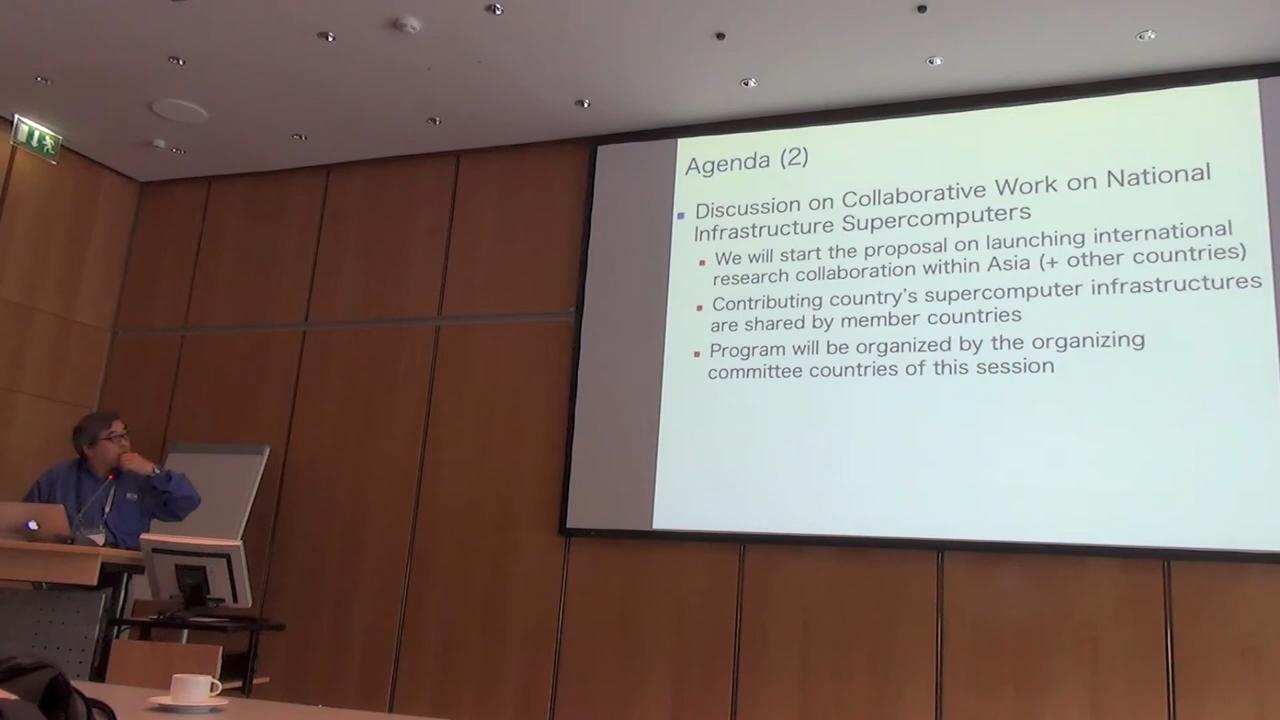 Agenda (2)
Discussion on Collaborative Work on National
Infrastructure Supercomputers
We will start the proposal on launching international
research collaboration within Asia (+ other countries)
Contributing country's supercomputer infrastructures
are shared by member countries
Program will be organized by the organizing
committee countries of this session